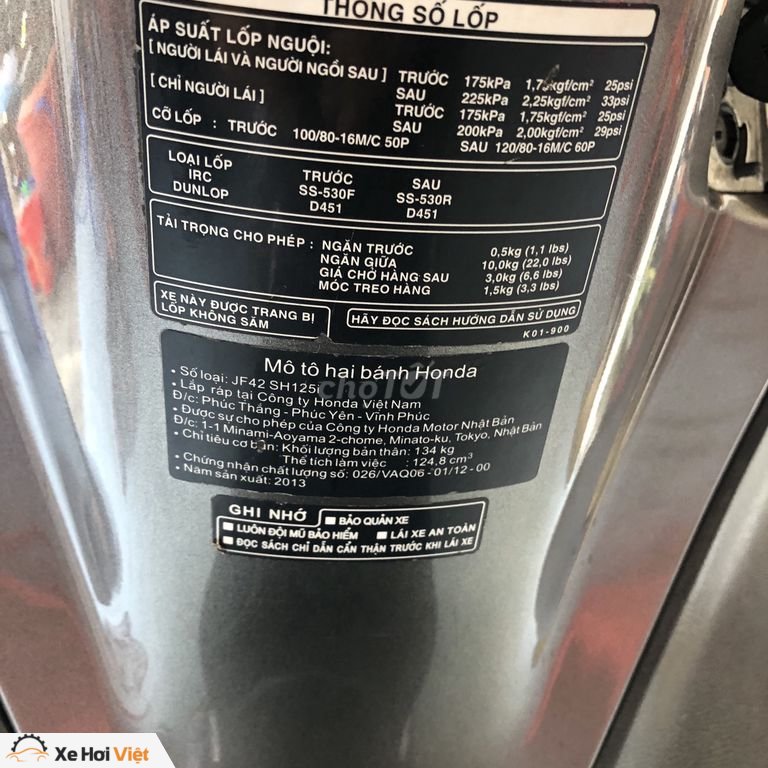 THÔNG SỐ LỐP
ÁP SUẤT LỐP NGUỘI:
[ NGƯỜI LÁI VÀ NGƯỜI NGỒI SAU ] TRƯỚC 175kPa 1,75kgf/cm² 25psi
SAU 225kPa 2,25kgf/cm² 33psi
[ CHỈ NGƯỜI LÁI ] TRƯỚC 175kPa 1,75kgf/cm² 25psi
SAU 200kPa 2,00kgf/cm² 29psi
CỠ LỐP : TRƯỚC 100/80-16M/C 50P SAU 120/80-16M/C 60P
LOẠI LỐP TRƯỚC SAU
IRC SS-530F SS-530R
DUNLOP D451 D451
TẢI TRỌNG CHO PHÉP : NGĂN TRƯỚC 0,5kg (1,1 lbs)
NGĂN GIỮA 10,0kg (22,0 lbs)
GIÁ CHỞ HÀNG SAU 3,0kg (6,6 lbs)
MÓC TREO HÀNG 1,5kg (3,3 lbs)
XE NÀY ĐƯỢC TRANG BỊ
LỐP KHÔNG SĂM
HÃY ĐỌC SÁCH HƯỚNG DẪN SỬ DỤNG
K01-900
Mô tô hai bánh Honda
• Số loại: JF42 SH125i
• Lắp ráp tại Công ty Honda Việt Nam
Đ/c: Phúc Thắng - Phúc Yên - Vĩnh Phúc
• Được sự cho phép của Công ty Honda Motor Nhật Bản
Đ/c: 1-1 Minami-Aoyama 2-chome, Minato-ku, Tokyo, Nhật Bản
• Chỉ tiêu cơ bản: Khối lượng bản thân: 134 kg
Thể tích làm việc : 124,8 cm³
• Chứng nhận chất lượng số: 026/VAQ06 - 01/12 - 00
• Năm sản xuất: 2013
chợ TỐT
GHI NHỚ ■ BẢO QUẢN XE
■ LUÔN ĐỘI MŨ BẢO HIỂM ■ LÁI XE AN TOÀN
■ ĐỌC SÁCH CHỈ DẪN CẨN THẬN TRƯỚC KHI LÁI XE
Xe Hơi Việt